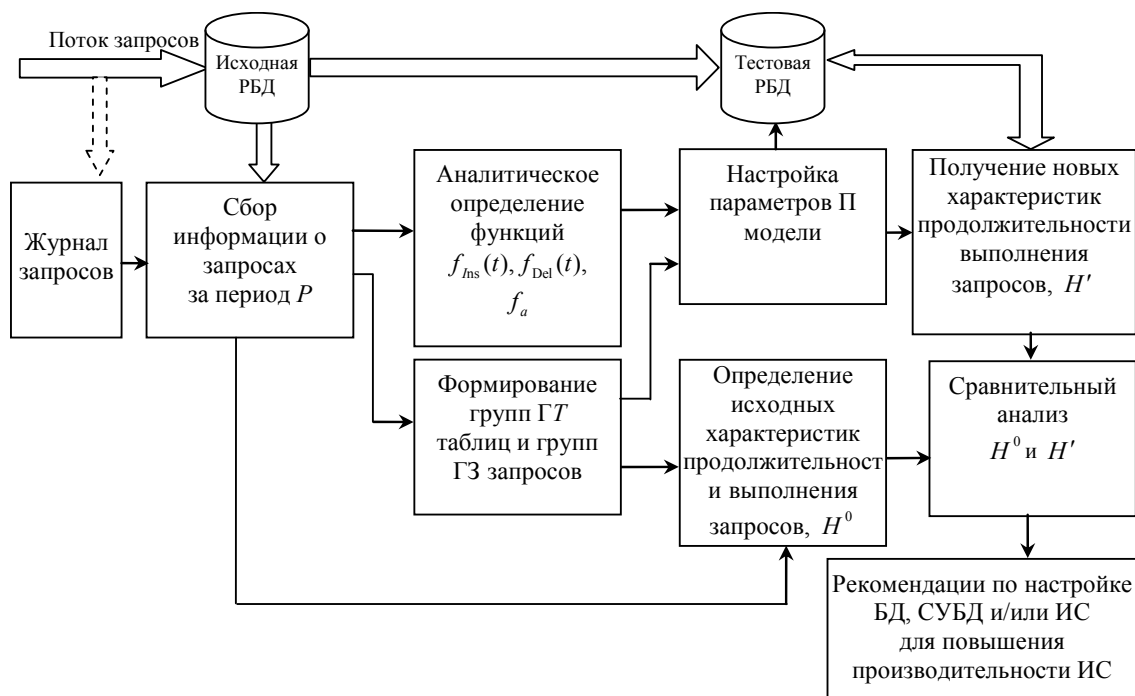 Поток запросов
Исходная
РБД
Тестовая
РБД
Журнал
запросов
Сбор
информации о
запросах
за период P
Аналитическое
определение
функций
f_Ins(t), f_Del(t),
f_a
Настройка
параметров П
модели
Получение новых
характеристик
продолжительности
выполнения
запросов, H′
Формирование
групп ГT
таблиц и групп
ГЗ запросов
Определение
исходных
характеристик
продолжительност
и выполнения
запросов, H^0
Сравнительный
анализ
H^0 и H′
Рекомендации по настройке
БД, СУБД и/или ИС
для повышения
производительности ИС